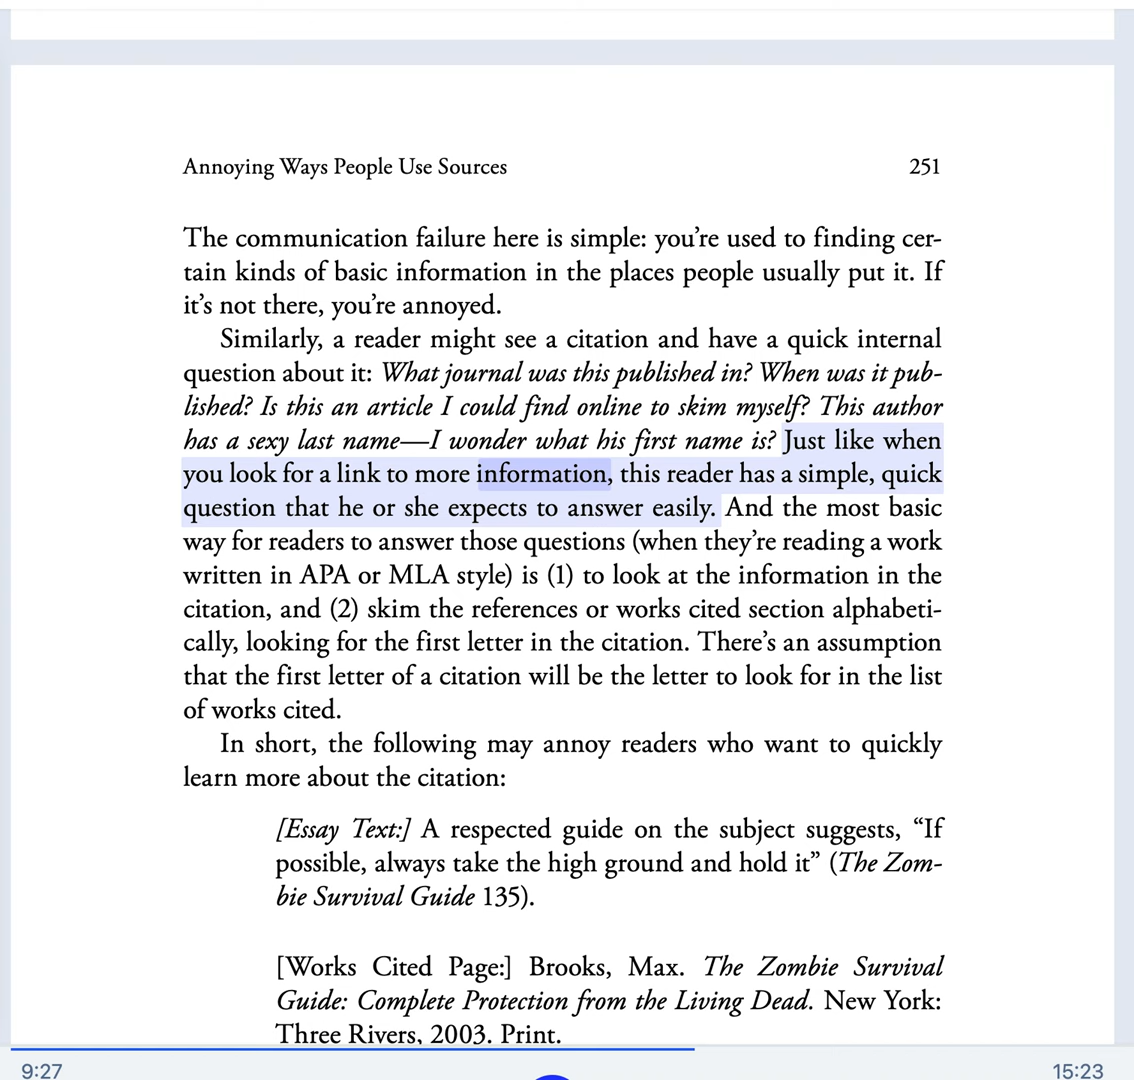 Annoying Ways People Use Sources 251
The communication failure here is simple: you’re used to finding cer-
tain kinds of basic information in the places people usually put it. If
it’s not there, you’re annoyed.
Similarly, a reader might see a citation and have a quick internal
question about it: What journal was this published in? When was it pub-
lished? Is this an article I could find online to skim myself? This author
has a sexy last name—I wonder what his first name is? Just like when
you look for a link to more information, this reader has a simple, quick
question that he or she expects to answer easily. And the most basic
way for readers to answer those questions (when they’re reading a work
written in APA or MLA style) is (1) to look at the information in the
citation, and (2) skim the references or works cited section alphabeti-
cally, looking for the first letter in the citation. There’s an assumption
that the first letter of a citation will be the letter to look for in the list
of works cited.
In short, the following may annoy readers who want to quickly
learn more about the citation:
[Essay Text:] A respected guide on the subject suggests, “If
possible, always take the high ground and hold it” (The Zom-
bie Survival Guide 135).
[Works Cited Page:] Brooks, Max. The Zombie Survival
Guide: Complete Protection from the Living Dead. New York:
Three Rivers, 2003. Print.
9:27 15:23